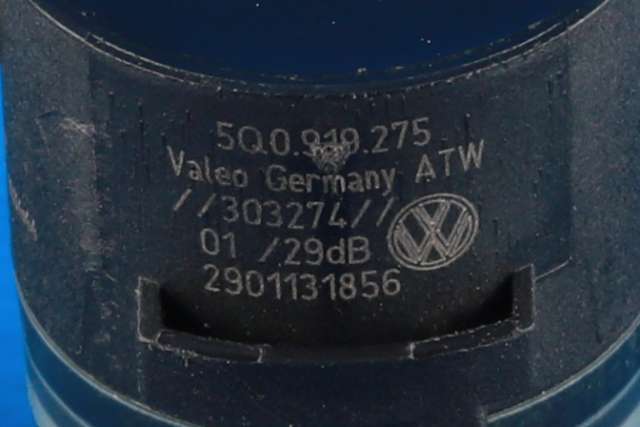 5Q0.919.275
Valeo Germany ATW
//303274//
01 /29dB
2901131856